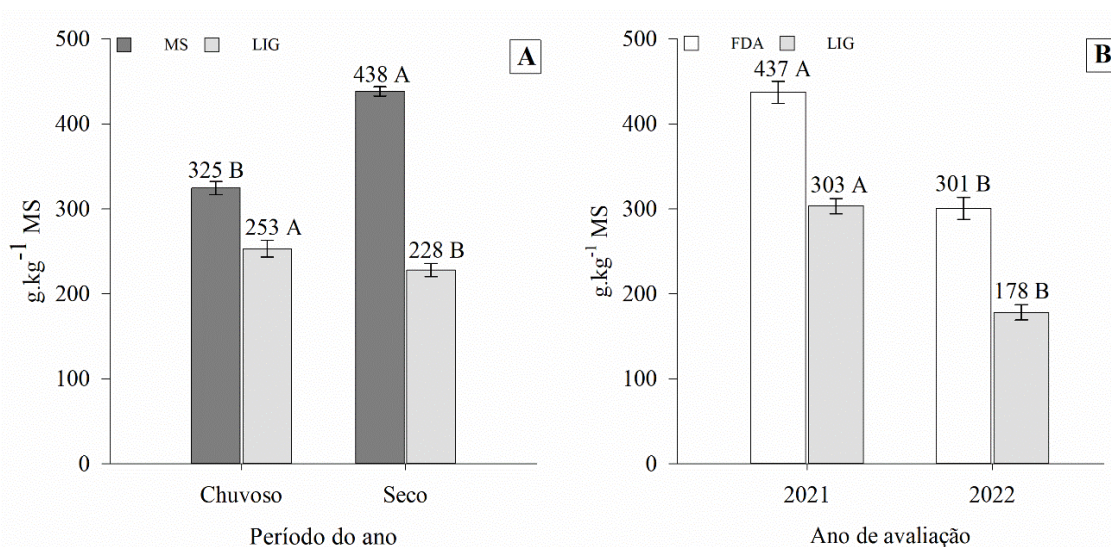 MS LIG
A
500
400
300
200
100
0
g.kg-1 MS
325 B
253 A
438 A
228 B
Chuvoso Seco
Período do ano
FDA LIG
B
500
400
300
200
100
0
g.kg-1 MS
437 A
303 A
301 B
178 B
2021 2022
Ano de avaliação